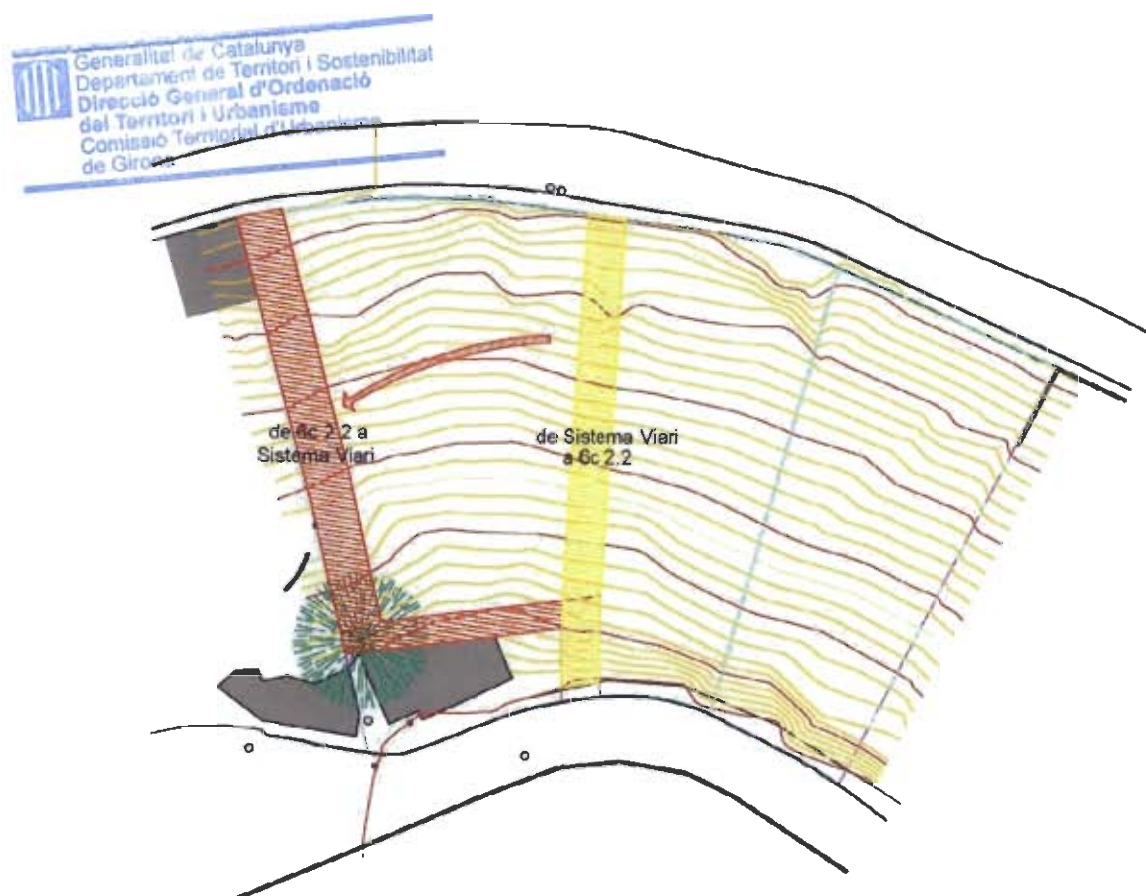 Generalitat de Catalunya
Departament de Territori i Sostenibilitat
Direcció General d'Ordenació
del Territori i Urbanisme
Comissió Territorial d'Urbanisme
de Girona
de 6c 2.2 a
Sistema Viari
de Sistema Viari
a 6c 2.2